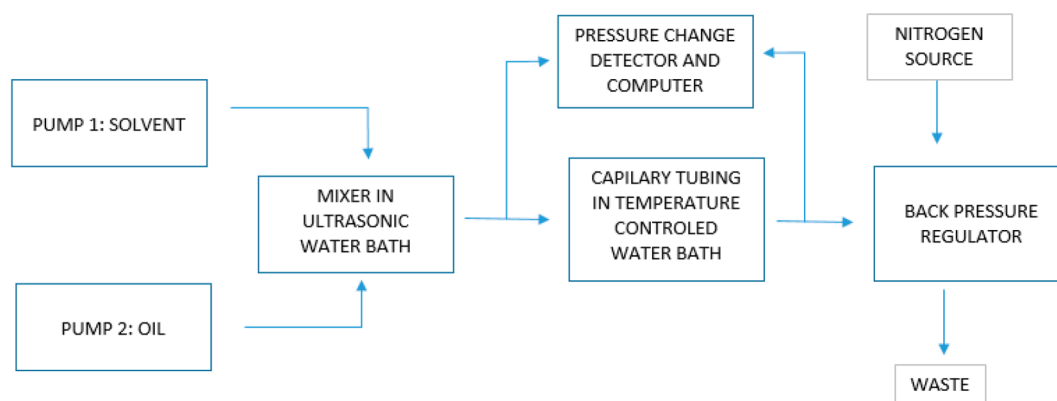 PUMP 1: SOLVENT
PUMP 2: OIL
MIXER IN
ULTRASONIC
WATER BATH
PRESSURE CHANGE
DETECTOR AND
COMPUTER
CAPILARY TUBING
IN TEMPERATURE
CONTROLED
WATER BATH
NITROGEN
SOURCE
BACK PRESSURE
REGULATOR
WASTE